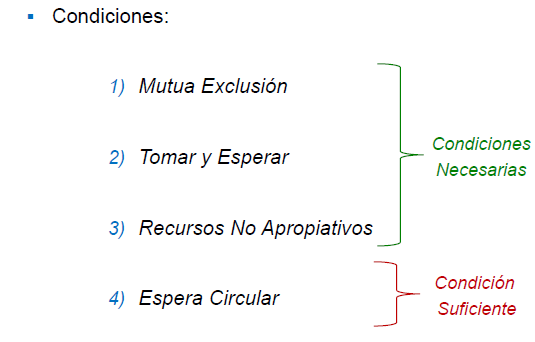 ▪ Condiciones:
1) Mutua Exclusión
2) Tomar y Esperar
3) Recursos No Apropiativos
Condiciones
Necesarias
4) Espera Circular
Condición
Suficiente